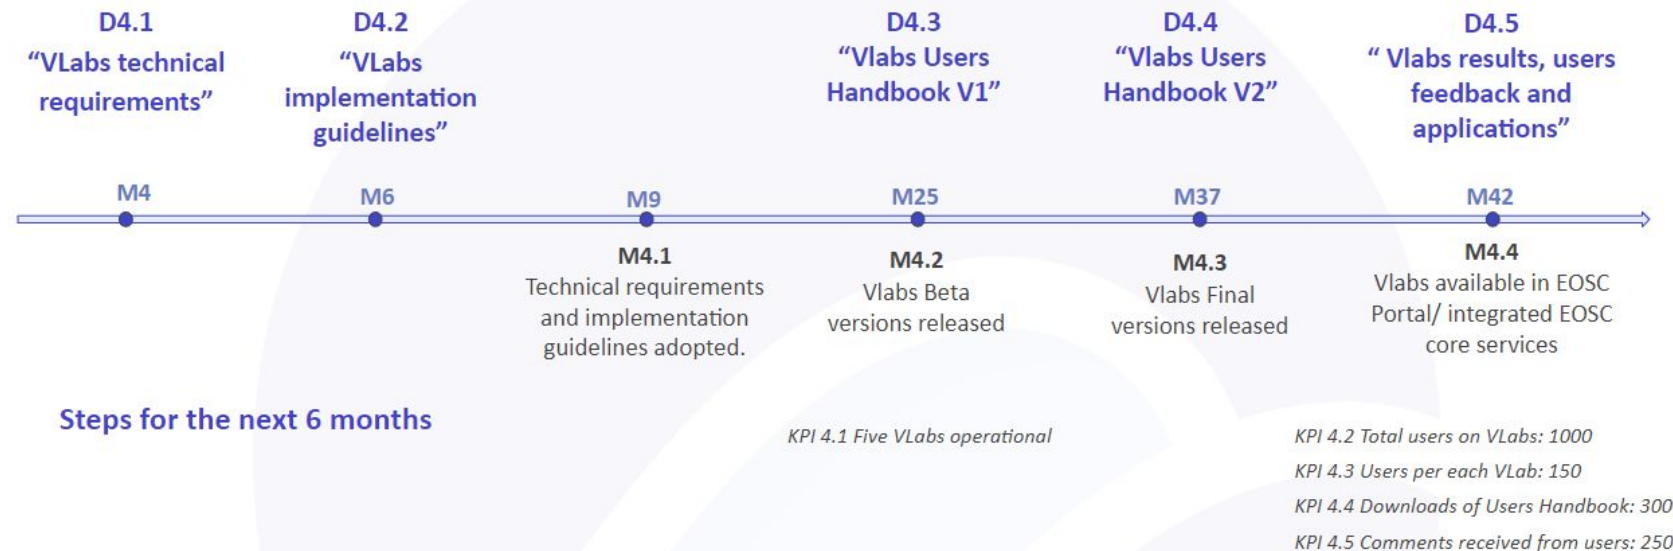 D4.1
“VLabs technical
requirements”
D4.2
“VLabs
implementation
guidelines”
D4.3
“Vlabs Users
Handbook V1”
D4.4
“Vlabs Users
Handbook V2”
D4.5
“ Vlabs results, users
feedback and
applications”
M4
M6
M9
M25
M37
M42
M4.1
Technical requirements
and implementation
guidelines adopted.
M4.2
Vlabs Beta
versions released
M4.3
Vlabs Final
versions released
M4.4
Vlabs available in EOSC
Portal/ integrated EOSC
core services
Steps for the next 6 months
KPI 4.1 Five VLabs operational
KPI 4.2 Total users on VLabs: 1000
KPI 4.3 Users per each VLab: 150
KPI 4.4 Downloads of Users Handbook: 300
KPI 4.5 Comments received from users: 250